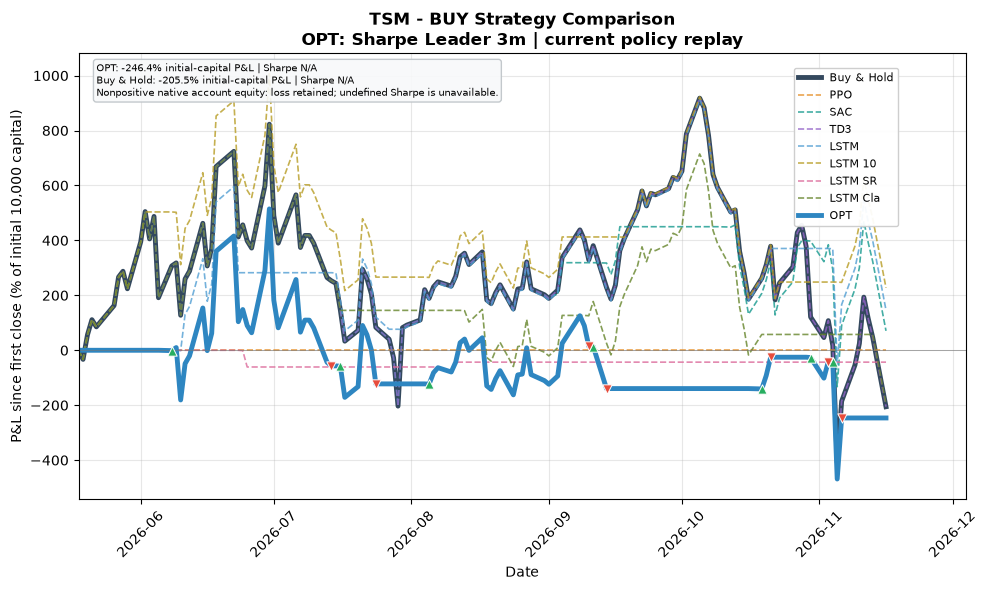 TSM - BUY Strategy Comparison
OPT: Sharpe Leader 3m | current policy replay
OPT: -246.4% initial-capital P&L | Sharpe N/A
Buy & Hold: -205.5% initial-capital P&L | Sharpe N/A
Nonpositive native account equity: loss retained; undefined Sharpe is unavailable.
Buy & Hold
PPO
SAC
TD3
LSTM
LSTM 10
LSTM SR
LSTM Cla
OPT
P&L since first close (% of initial 10,000 capital)
1000
800
600
400
200
0
−200
−400
2026-06
2026-07
2026-08
2026-09
2026-10
2026-11
2026-12
Date